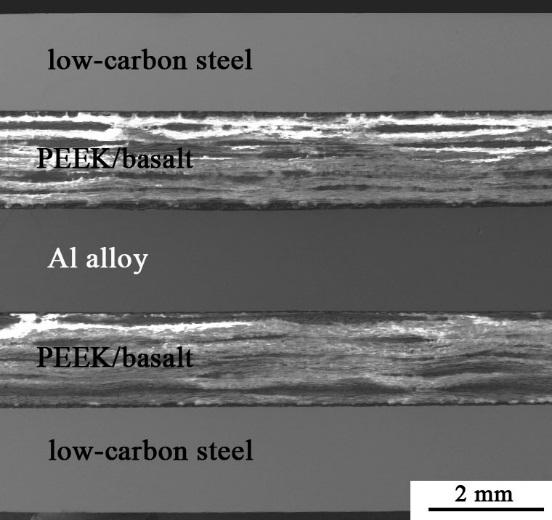 low-carbon steel
PEEK/basalt
Al alloy
PEEK/basalt
low-carbon steel
2 mm